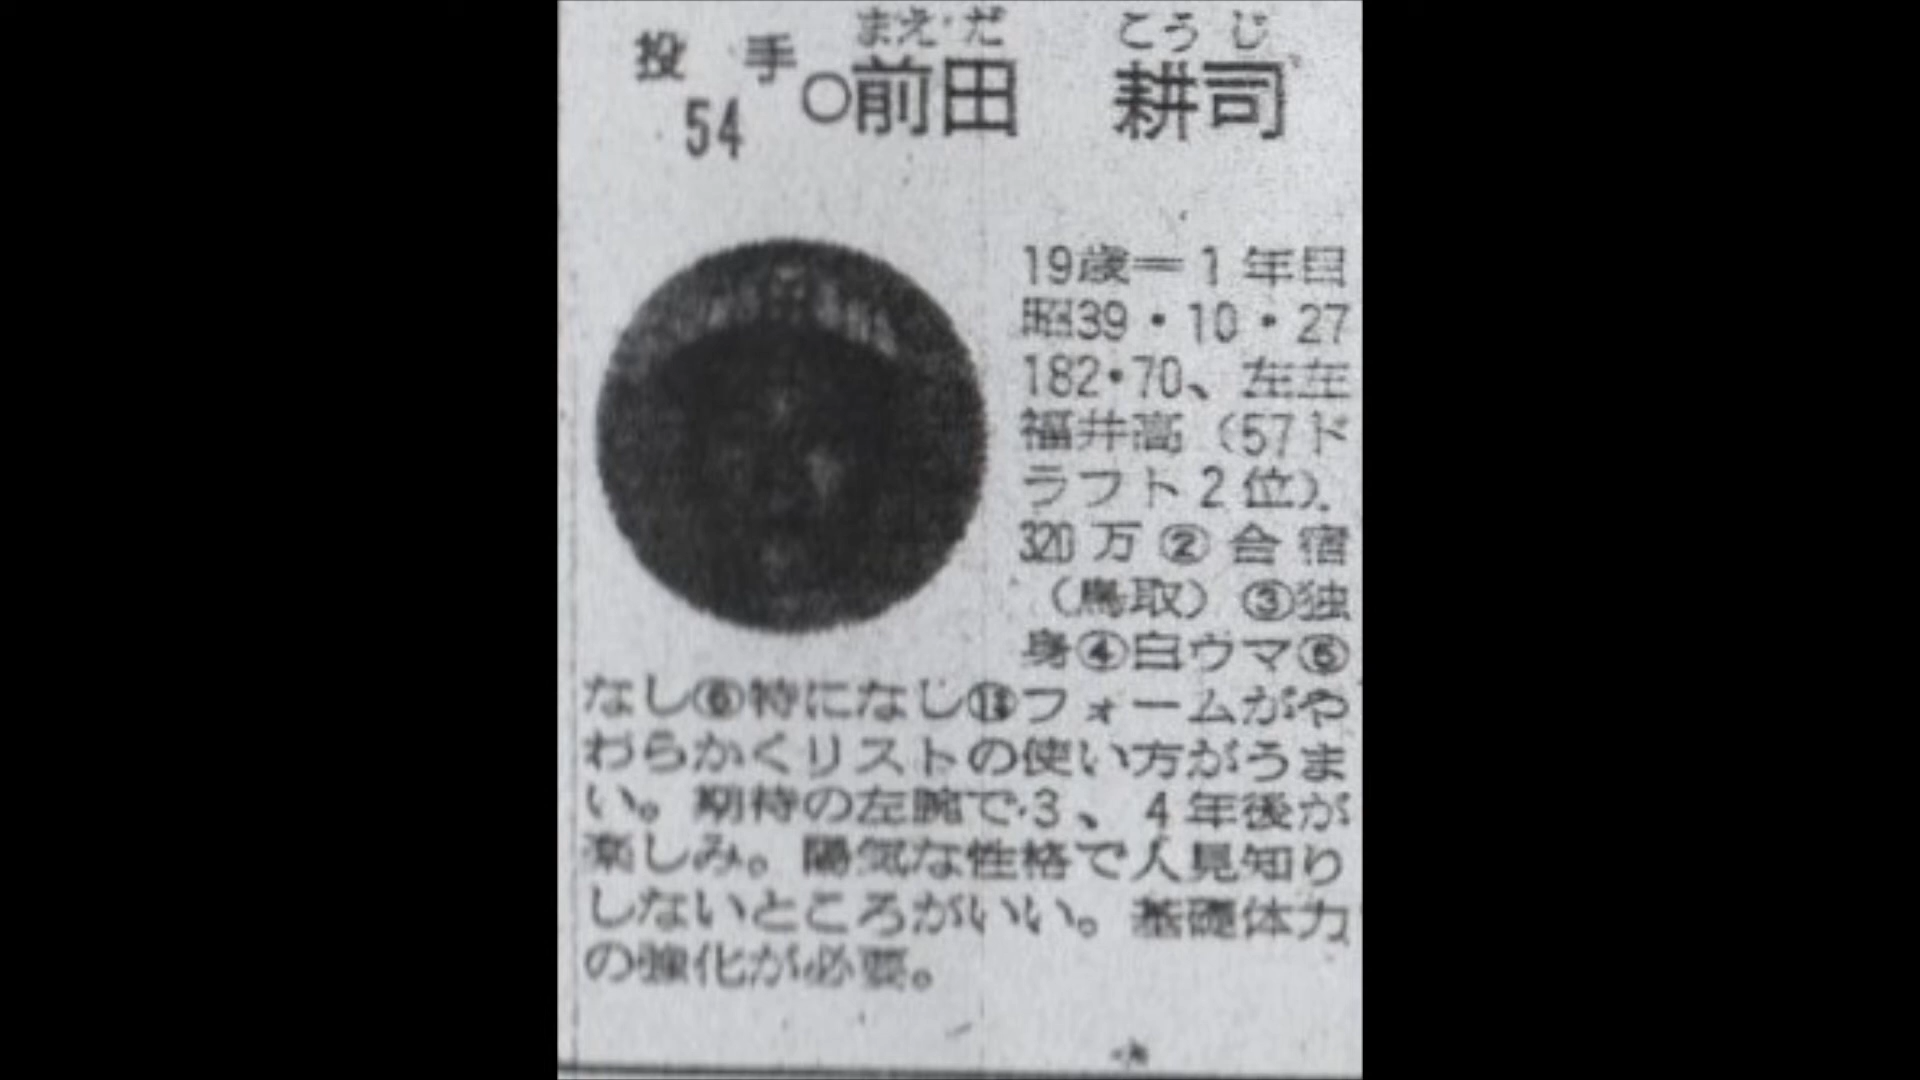 まえ・だ こうじ
投手 ○前田 耕司
54
19歳＝1年目
昭39・10・27
182・70、左左
福井高（57ド
ラフト2位）.
320万②合宿
（鳥取）③独
身④白ウマ⑤
なし⑥特になし⑬フォームがや
わらかくリストの使い方がうま
い。期待の左腕で・3、4年後が
楽しみ。陽気な性格で人見知り
しないところがいい。基礎体力
の強化が必要。